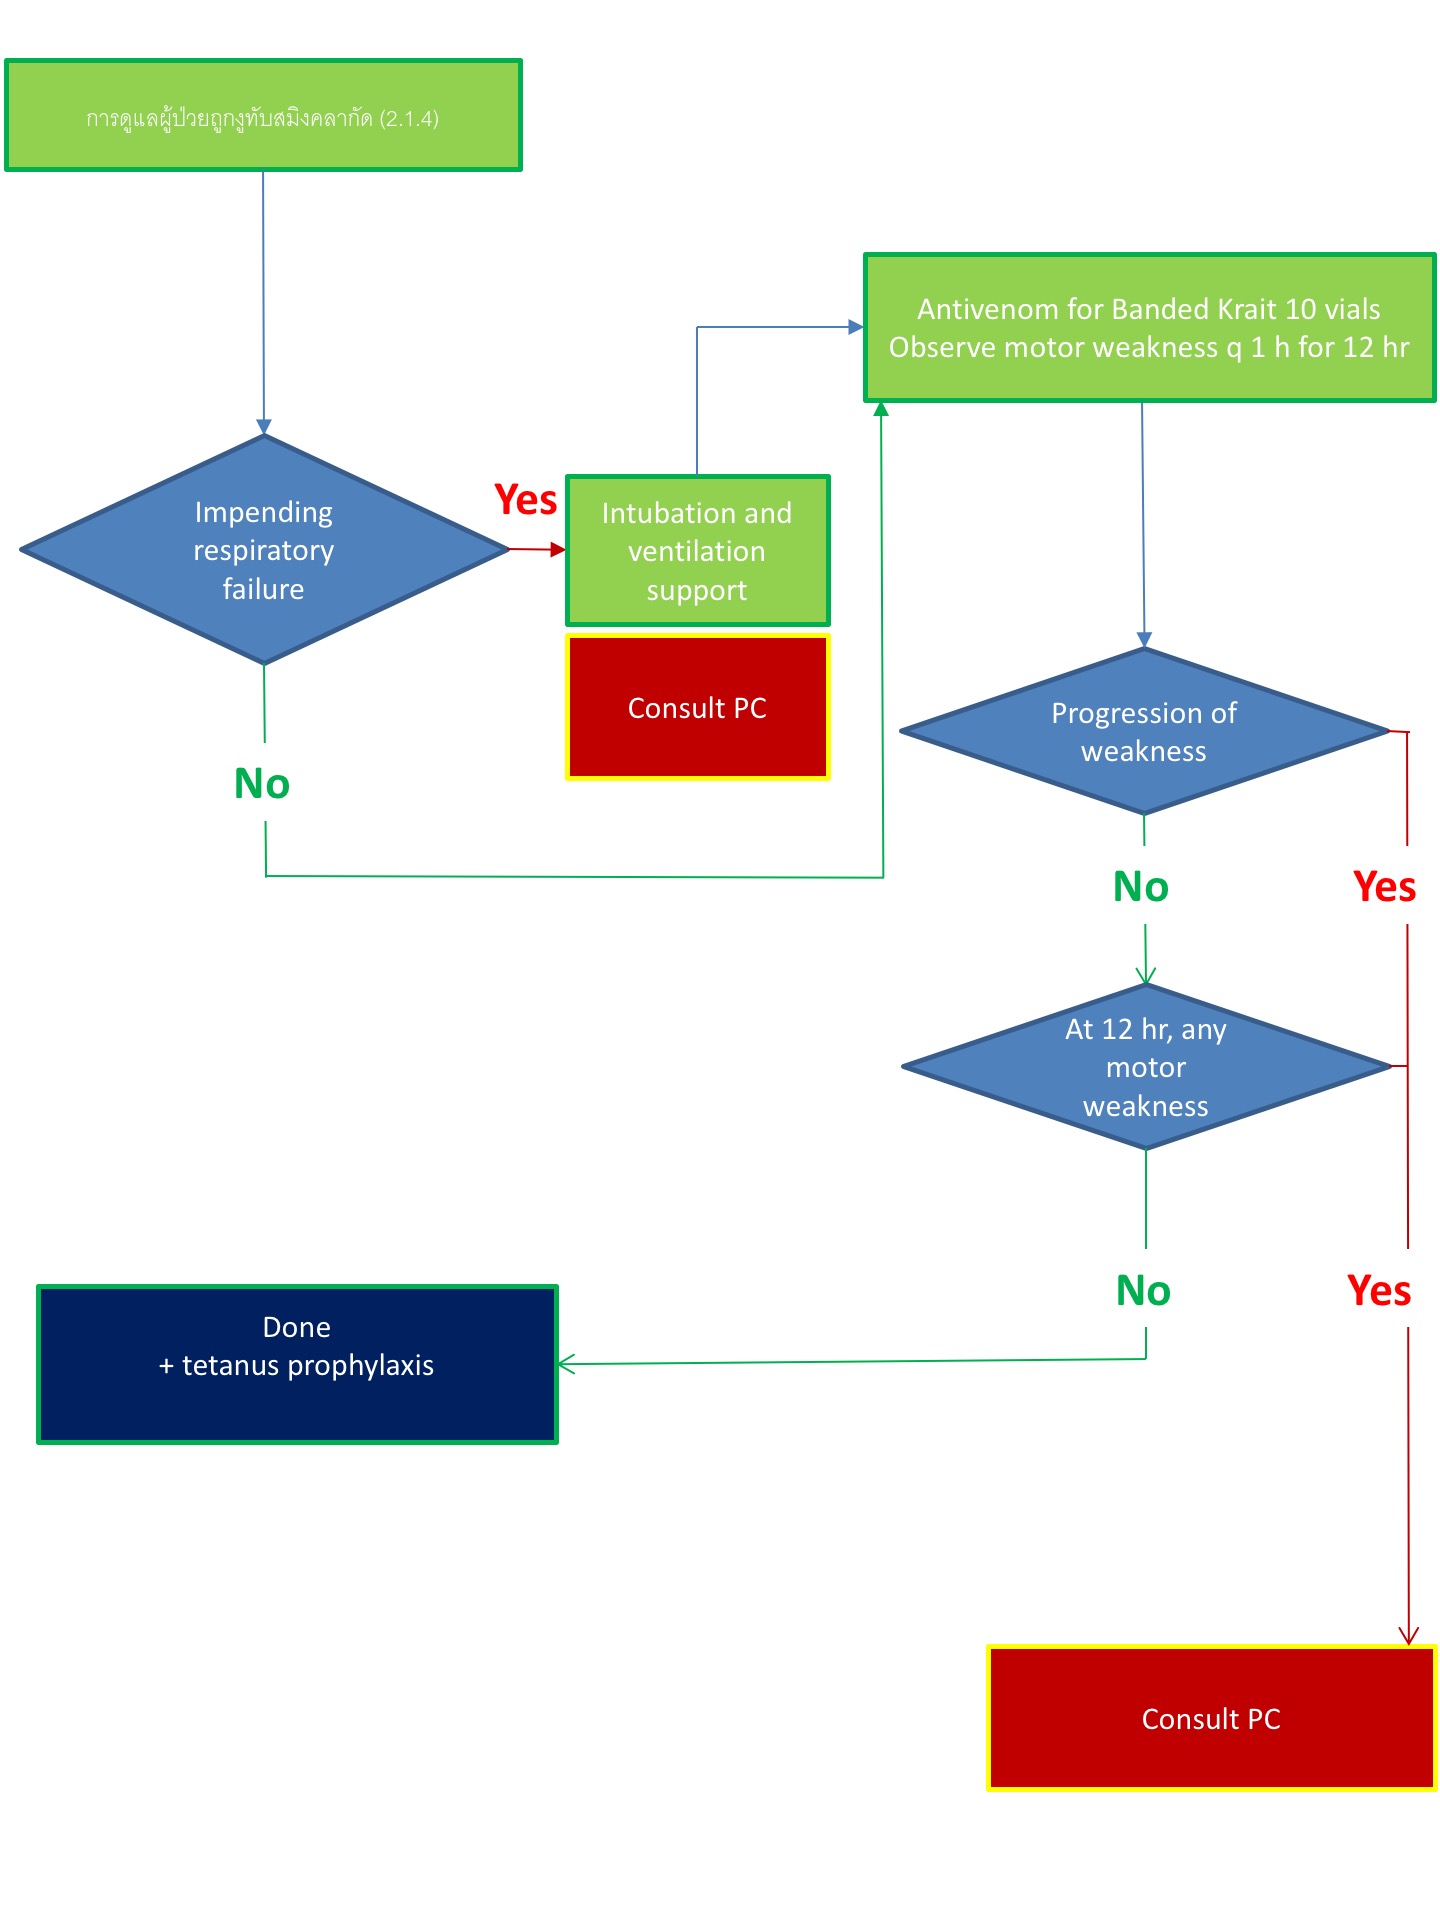 การดูแลผู้ป่วยถูกงูทับสมิงคลากัด (2.1.4)
Antivenom for Banded Krait 10 vials
Observe motor weakness q 1 h for 12 hr
Impending
respiratory
failure
Yes
Intubation and
ventilation
support
Consult PC
No
Progression of
weakness
No
Yes
At 12 hr, any
motor
weakness
No
Yes
Done
+ tetanus prophylaxis
Consult PC